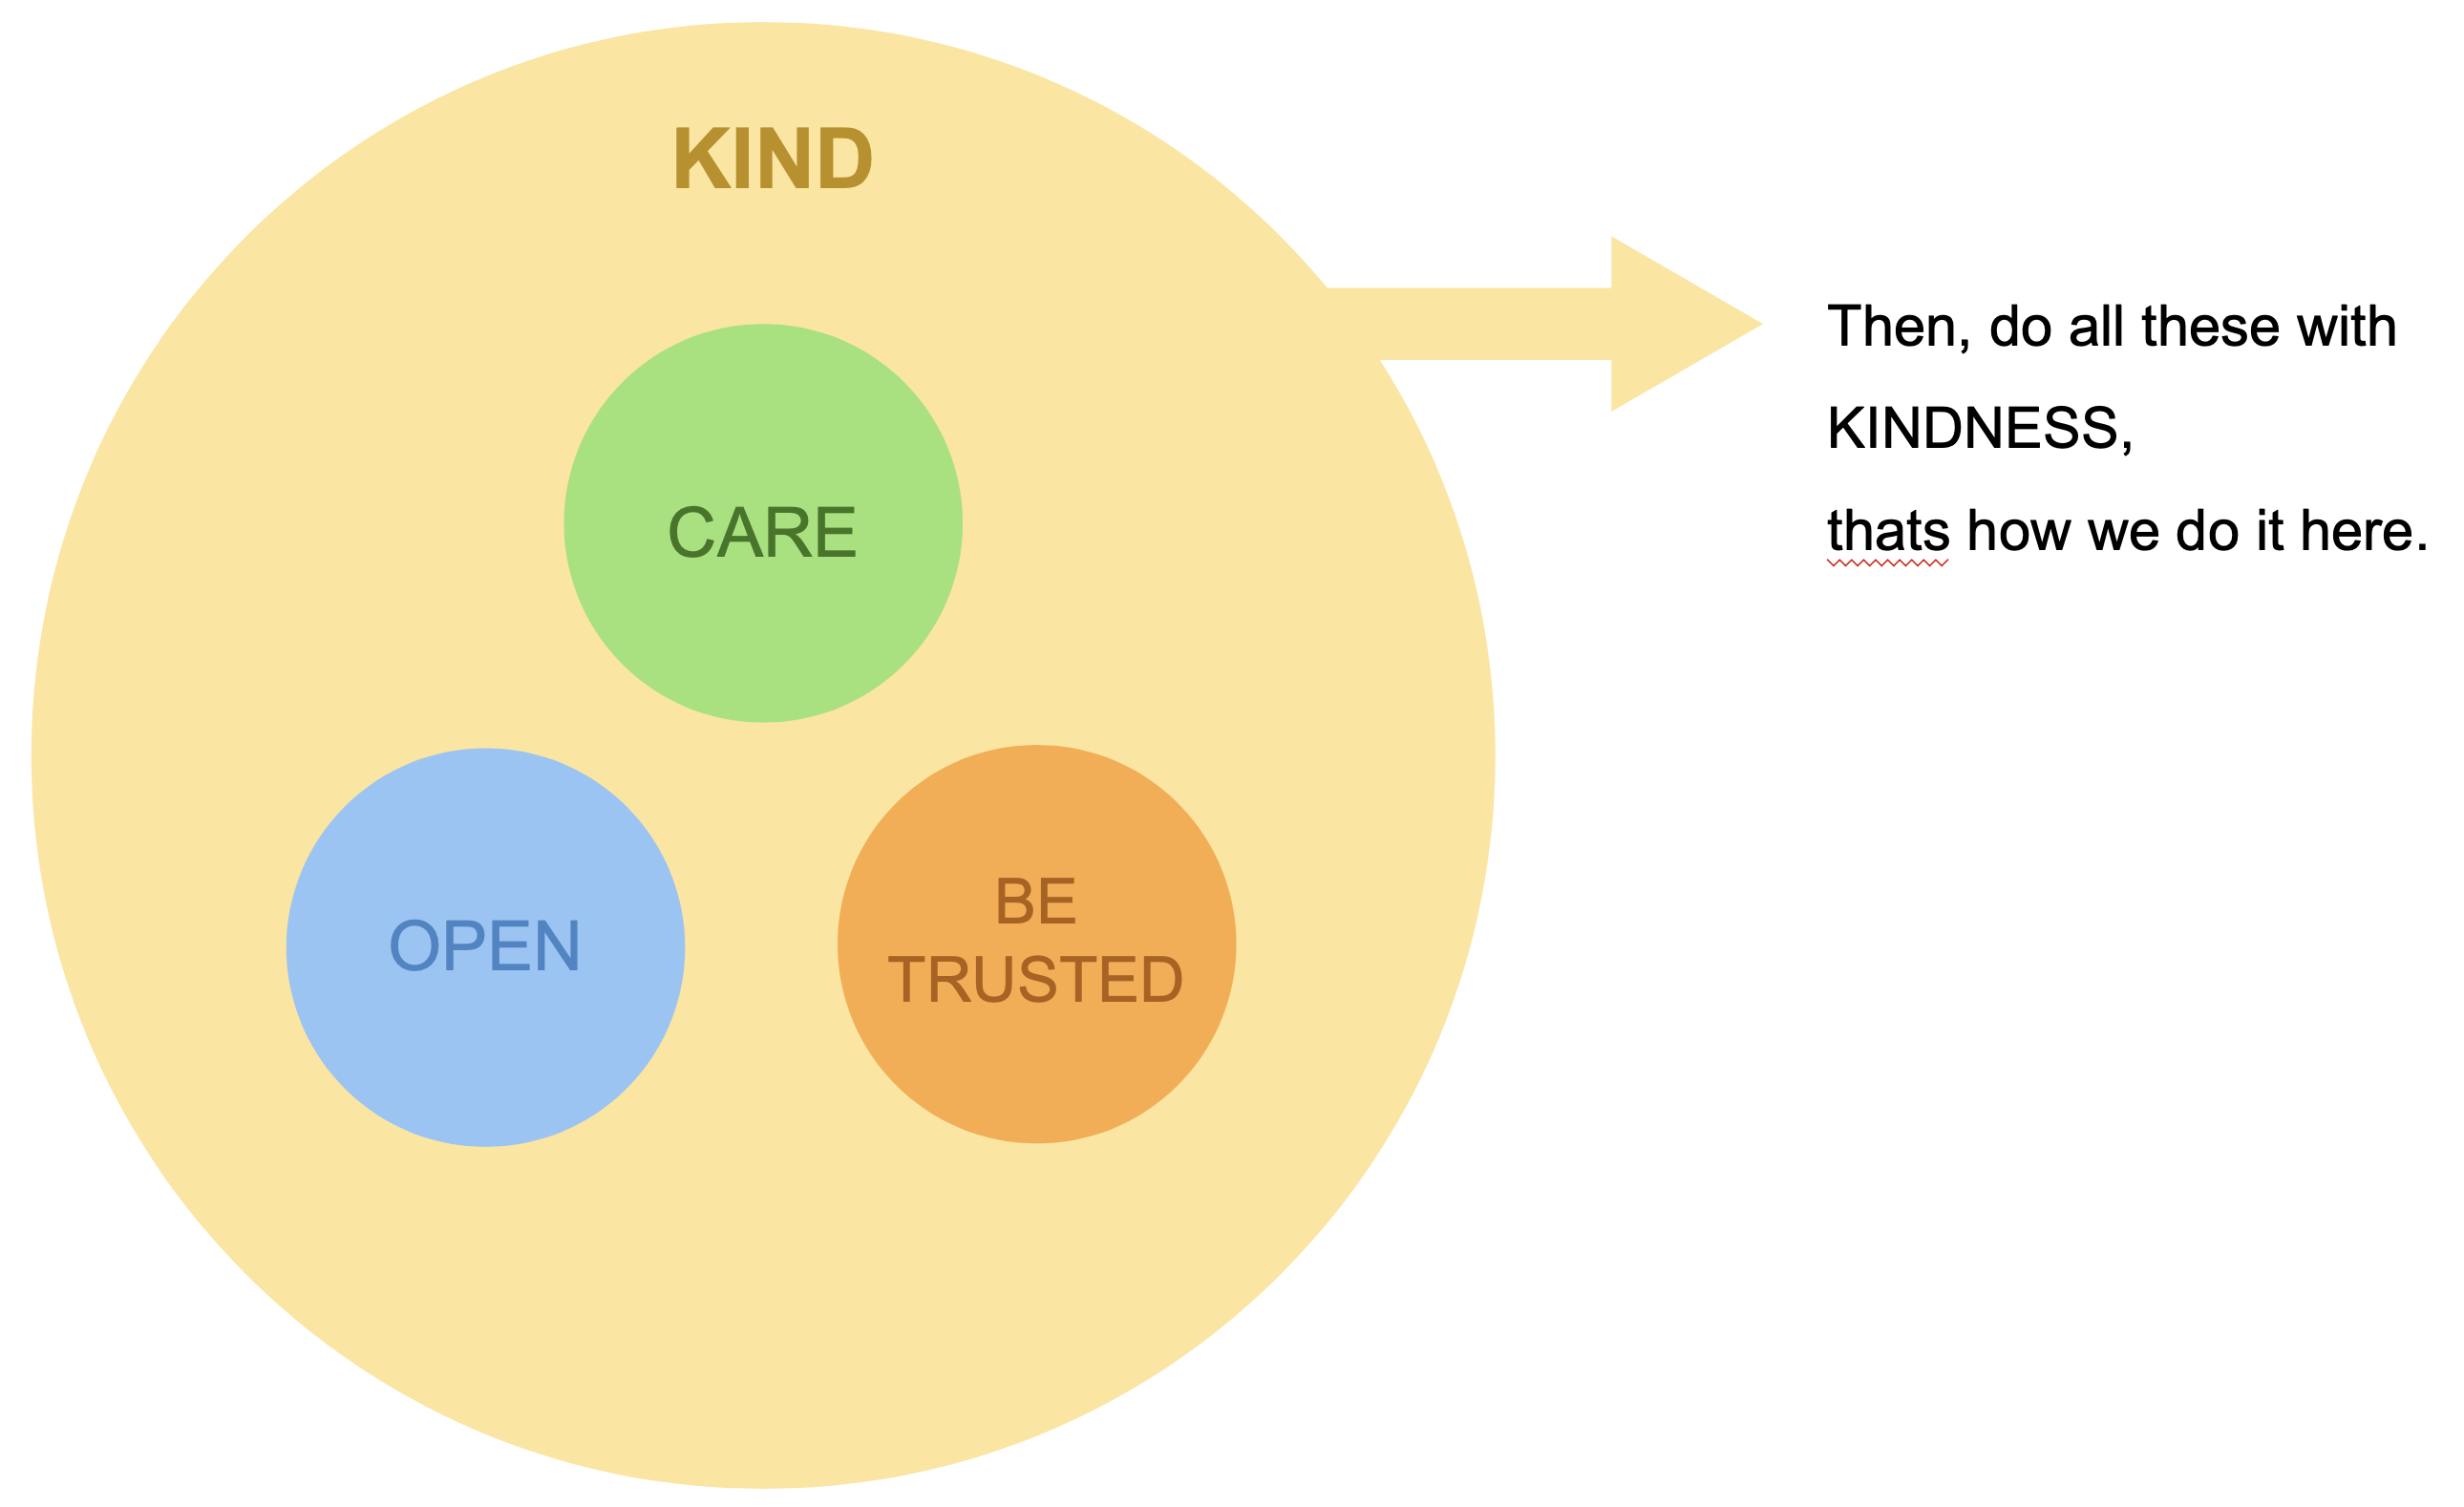 KIND
CARE
OPEN
BE
TRUSTED
Then, do all these with
KINDNESS,
thats how we do it here.